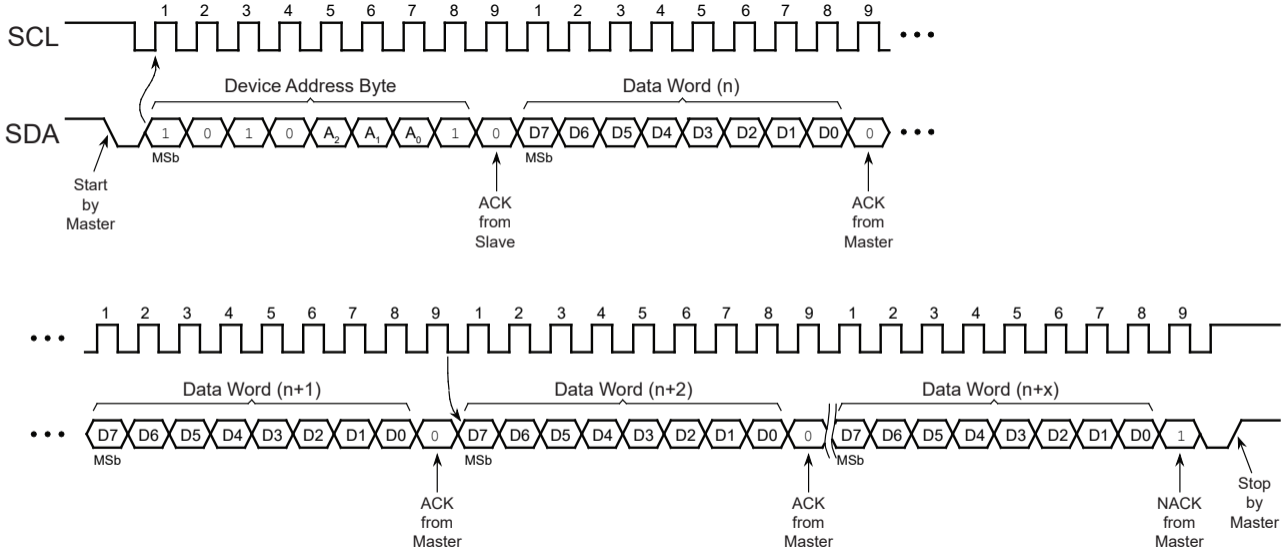 1 2 3 4 5 6 7 8 9 1 2 3 4 5 6 7 8 9
SCL
Device Address Byte Data Word (n)
SDA 1 0 1 0 A2 A1 A0 1 0 D7 D6 D5 D4 D3 D2 D1 D0 0
MSb MSb
Start
by
Master
ACK
from
Slave
ACK
from
Master
1 2 3 4 5 6 7 8 9 1 2 3 4 5 6 7 8 9 1 2 3 4 5 6 7 8 9
Data Word (n+1) Data Word (n+2) Data Word (n+x)
D7 D6 D5 D4 D3 D2 D1 D0 0 D7 D6 D5 D4 D3 D2 D1 D0 0 D7 D6 D5 D4 D3 D2 D1 D0 1
MSb MSb MSb
ACK
from
Master
ACK
from
Master
NACK
from
Master
Stop
by
Master